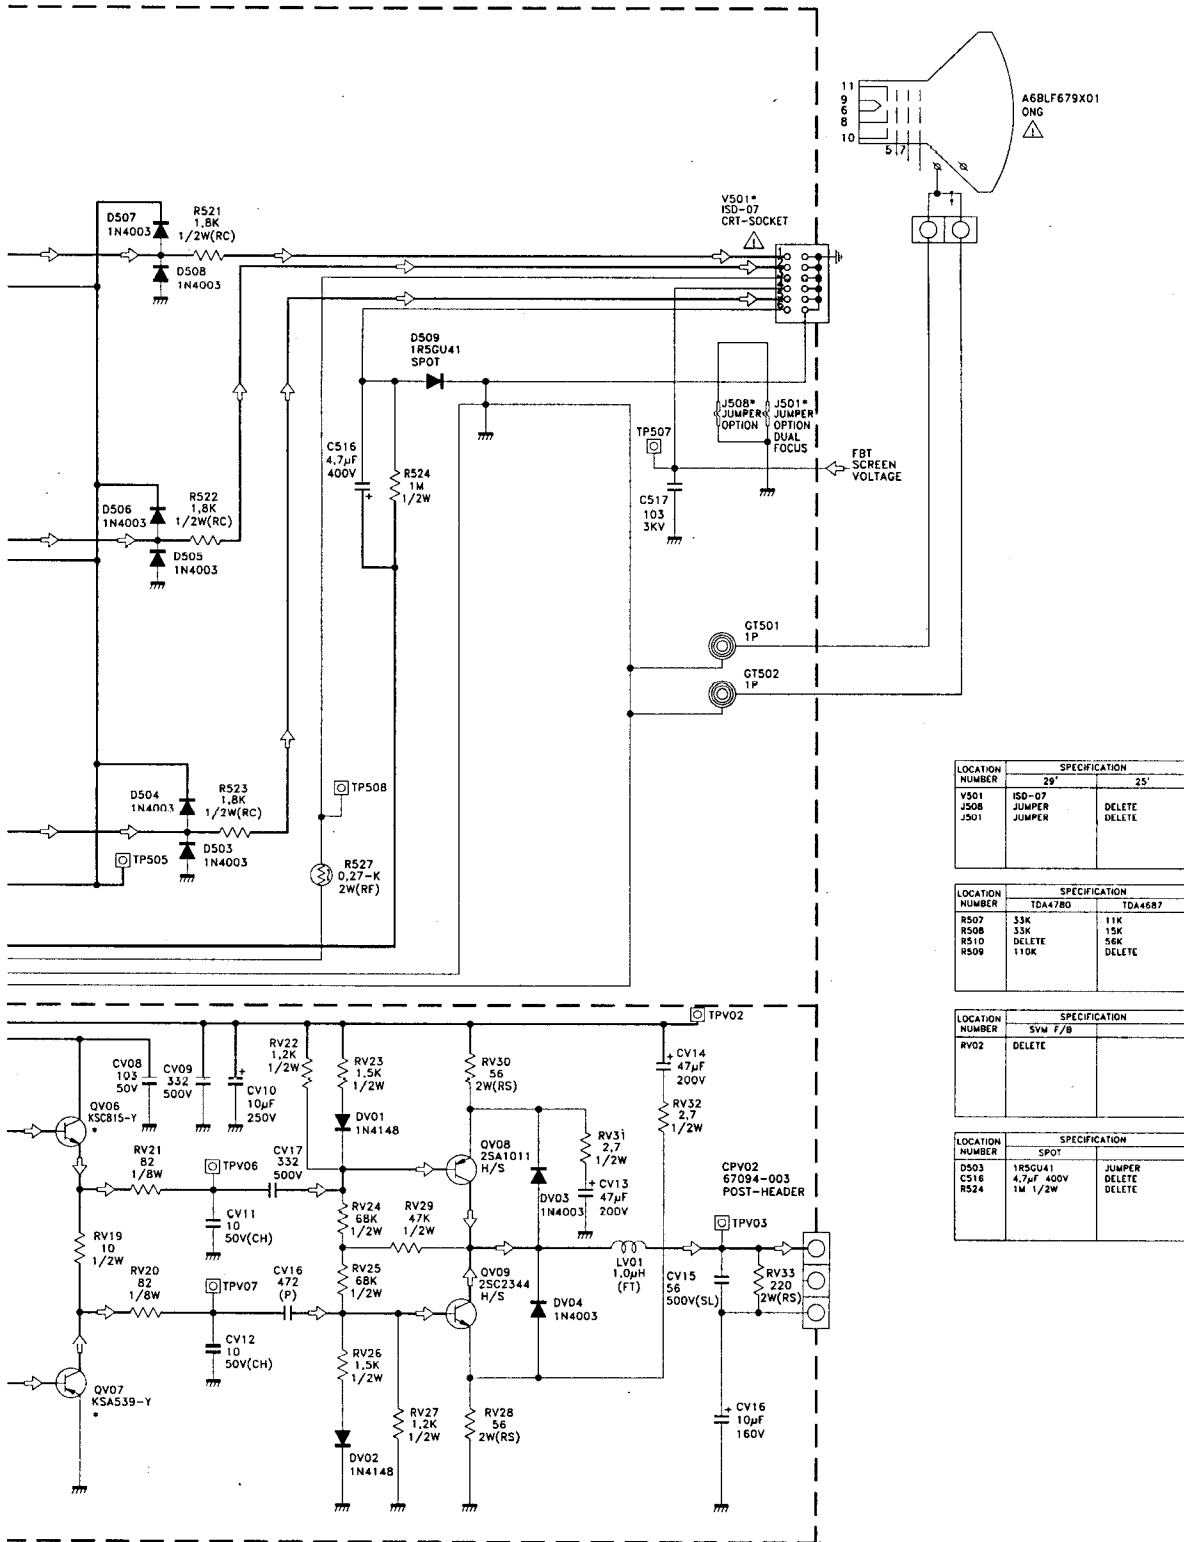 11
9
6
8
10
5 7
A6BLF679X01
ONG
V501*
ISD-07
CRT-SOCKET
D507
1N4003
R521
1,8K
1/2W(RC)
D508
1N4003
D509
1R5GU41
SPOT
J508*
JUMPER
OPTION
J501*
JUMPER
OPTION
DUAL
FOCUS
TP507
FBT
SCREEN
VOLTAGE
C516
4,7µF
400V
+
R524
1M
1/2W
C517
103
3KV
D506
1N4003
R522
1,8K
1/2W(RC)
D505
1N4003
GT501
1P
GT502
1P
D504
1N4003
R523
1,8K
1/2W(RC)
TP508
D503
1N4003
TP505
R527
0,27-K
2W(RF)
LOCATION NUMBER SPECIFICATION
29' 25'
V501 ISD-07
J508 JUMPER DELETE
J501 JUMPER DELETE
LOCATION NUMBER SPECIFICATION
TDA4780 TDA4687
R507 33K 11K
R508 33K 15K
R510 DELETE 56K
R509 110K DELETE
LOCATION NUMBER SPECIFICATION
SVM F/B
RV02 DELETE
LOCATION NUMBER SPECIFICATION
SPOT
D503 1R5GU41 JUMPER
C516 4,7µF 400V DELETE
R524 1M 1/2W DELETE
TPV02
CV08
103
50V
CV09
332
500V
+
CV10
10µF
250V
RV22
1,2K
1/2W
RV23
1,5K
1/2W
RV30
56
2W(RS)
+ CV14
47µF
200V
RV32
2,7
1/2W
QV06
KSC815-Y
*
DV01
1N4148
RV21
82
1/8W
TPV06
CV17
332
500V
QV08
2SA1011
H/S
RV31
2,7
1/2W
DV03
1N4003
+ CV13
47µF
200V
CPV02
67094-003
POST-HEADER
CV11
10
50V(CH)
RV24
68K
1/2W
RV29
47K
1/2W
TPV03
RV19
10
1/2W
RV20
82
1/8W
TPV07
CV16
472
(P)
RV25
68K
1/2W
QV09
2SC2344
H/S
LV01
1,0µH
(FT)
CV15
56
500V(SL)
RV33
220
2W(RS)
DV04
1N4003
CV12
10
50V(CH)
RV26
1,5K
1/2W
QV07
KSA539-Y
*
RV27
1,2K
1/2W
RV28
56
2W(RS)
+ CV16
10µF
160V
DV02
1N4148